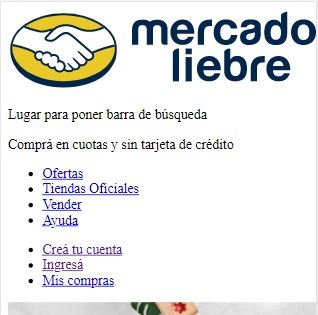 mercado
liebre
Lugar para poner barra de búsqueda
Comprá en cuotas y sin tarjeta de crédito
Ofertas
Tiendas Oficiales
Vender
Ayuda
Creá tu cuenta
Ingresá
Mis compras